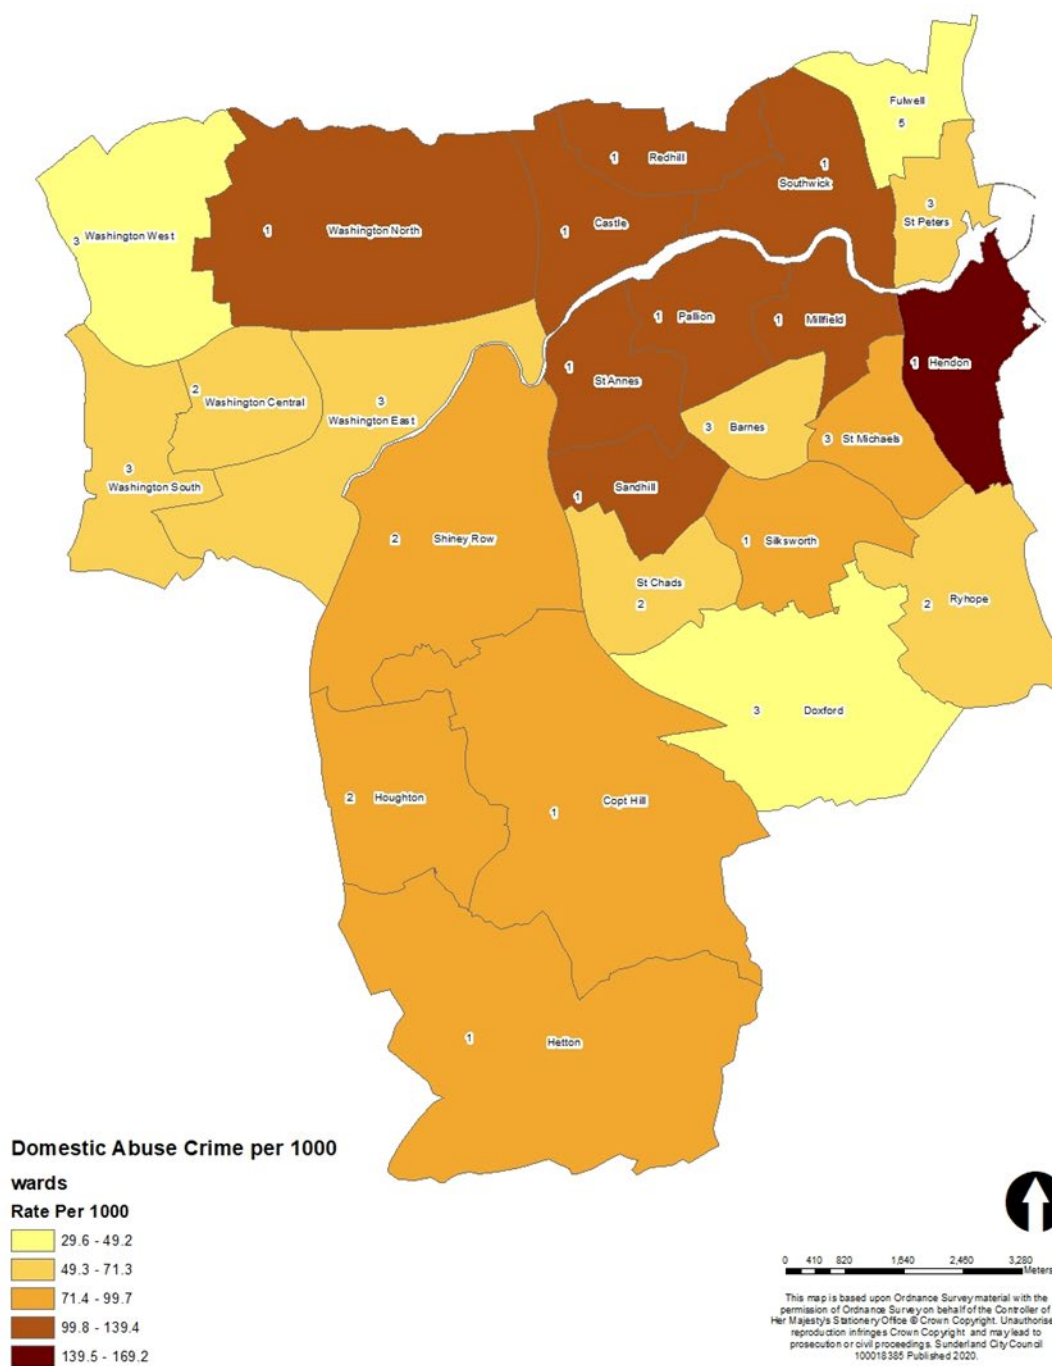 Fulwell
5
1 Redhill
1
Southwick
3
St Peters
3 Washington West
1 Washington North
1 Castle
1 Pallion
1 Millfield
1 Hendon
1
St Annes
2
Washington Central
3
Washington East
3 Barnes
3 St Michaels
3
Washington South
1 Sandhill
2 Shiney Row
1 Silksworth
St Chads
2
2 Ryhope
3 Doxford
2 Houghton
1 Copt Hill
1 Hetton
Domestic Abuse Crime per 1000
wards
Rate Per 1000
29.6 - 49.2
49.3 - 71.3
71.4 - 99.7
99.8 - 139.4
139.5 - 169.2
0 410 820 1,640 2,460 3,280
Meters
This map is based upon Ordnance Survey material with the
permission of Ordnance Survey on behalf of the Controller of
Her Majesty's Stationery Office © Crown Copyright. Unauthorise
reproduction infringes Crown Copyright and may lead to
prosecution or civil proceedings. Sunderland City Council
100018385 Published 2020.